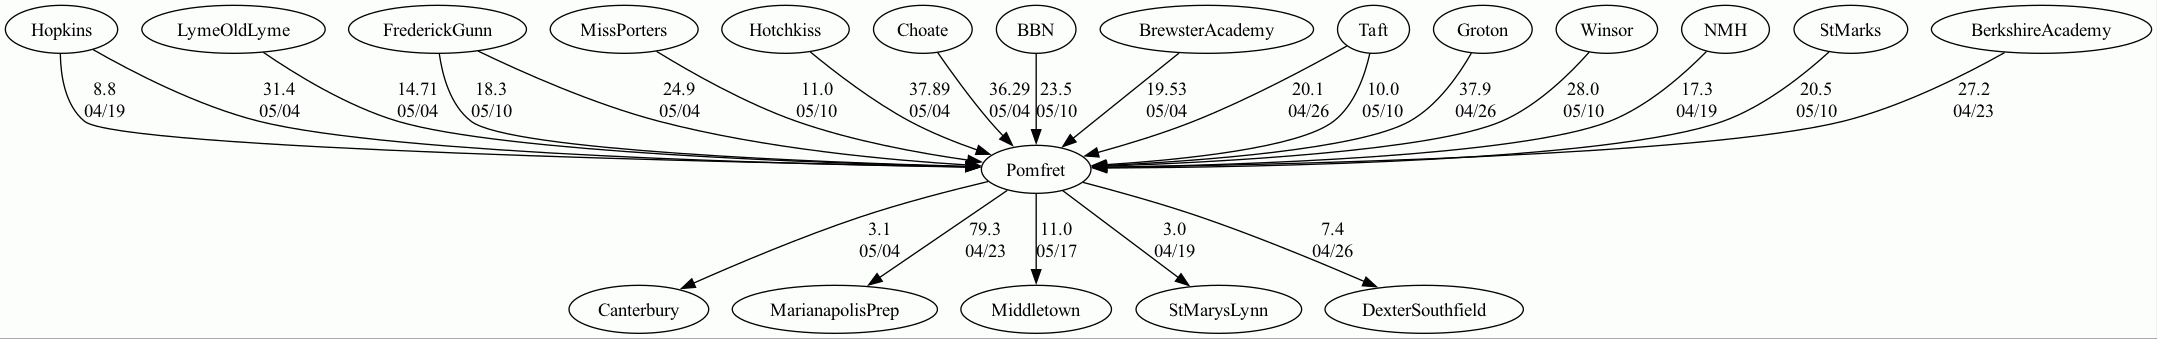 Hopkins LymeOldLyme FrederickGunn MissPorters Hotchkiss Choate BBN BrewsterAcademy Taft Groton Winsor NMH StMarks BerkshireAcademy
8.8 31.4 14.71 18.3 24.9 11.0 37.89 36.29 23.5 19.53 20.1 10.0 37.9 28.0 17.3 20.5 27.2
04/19 05/04 05/04 05/10 05/04 05/10 05/04 05/04 05/10 05/04 04/26 05/10 04/26 05/10 04/19 05/10 04/23
Pomfret
3.1 79.3 11.0 3.0 7.4
05/04 04/23 05/17 04/19 04/26
Canterbury MarianapolisPrep Middletown StMarysLynn DexterSouthfield